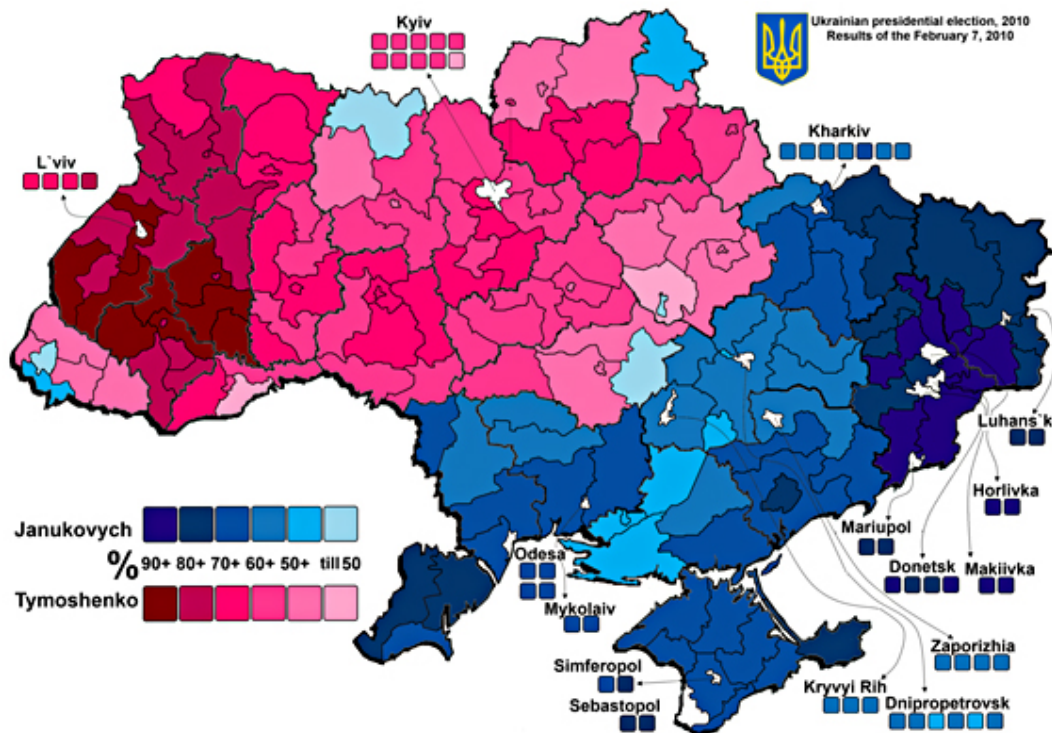 Ukrainian presidential election, 2010
Results of the February 7, 2010
Kyiv
Kharkiv
L`viv
Luhans`k
Horlivka
Mariupol
Donetsk
Makiivka
Janukovych
% 90+ 80+ 70+ 60+ 50+ till 50
Tymoshenko
Odesa
Mykolaiv
Zaporizhia
Simferopol
Kryvyi Rih
Dnipropetrovsk
Sebastopol